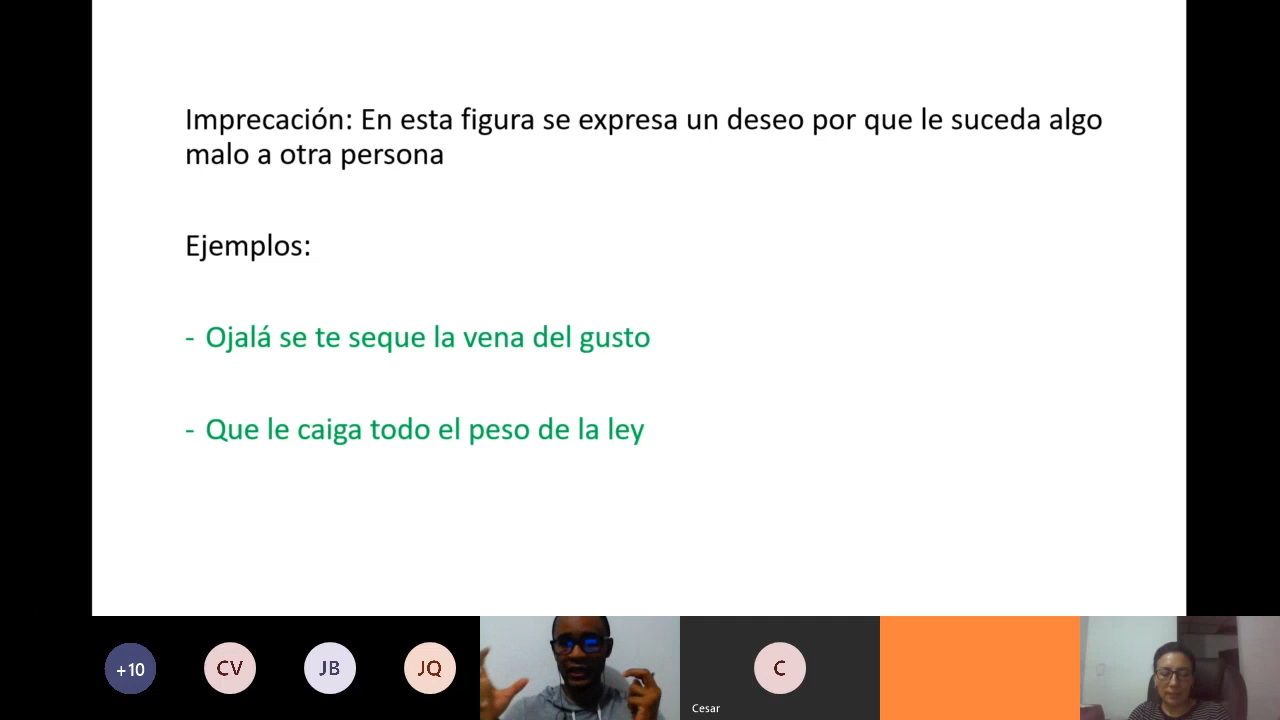 Imprecación: En esta figura se expresa un deseo por que le suceda algo
malo a otra persona
Ejemplos:
- Ojalá se te seque la vena del gusto
- Que le caiga todo el peso de la ley
+10
CV
JB
JQ
C
Cesar